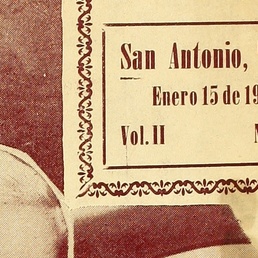 San Antonio,
Enero 15 de 19
Vol. II